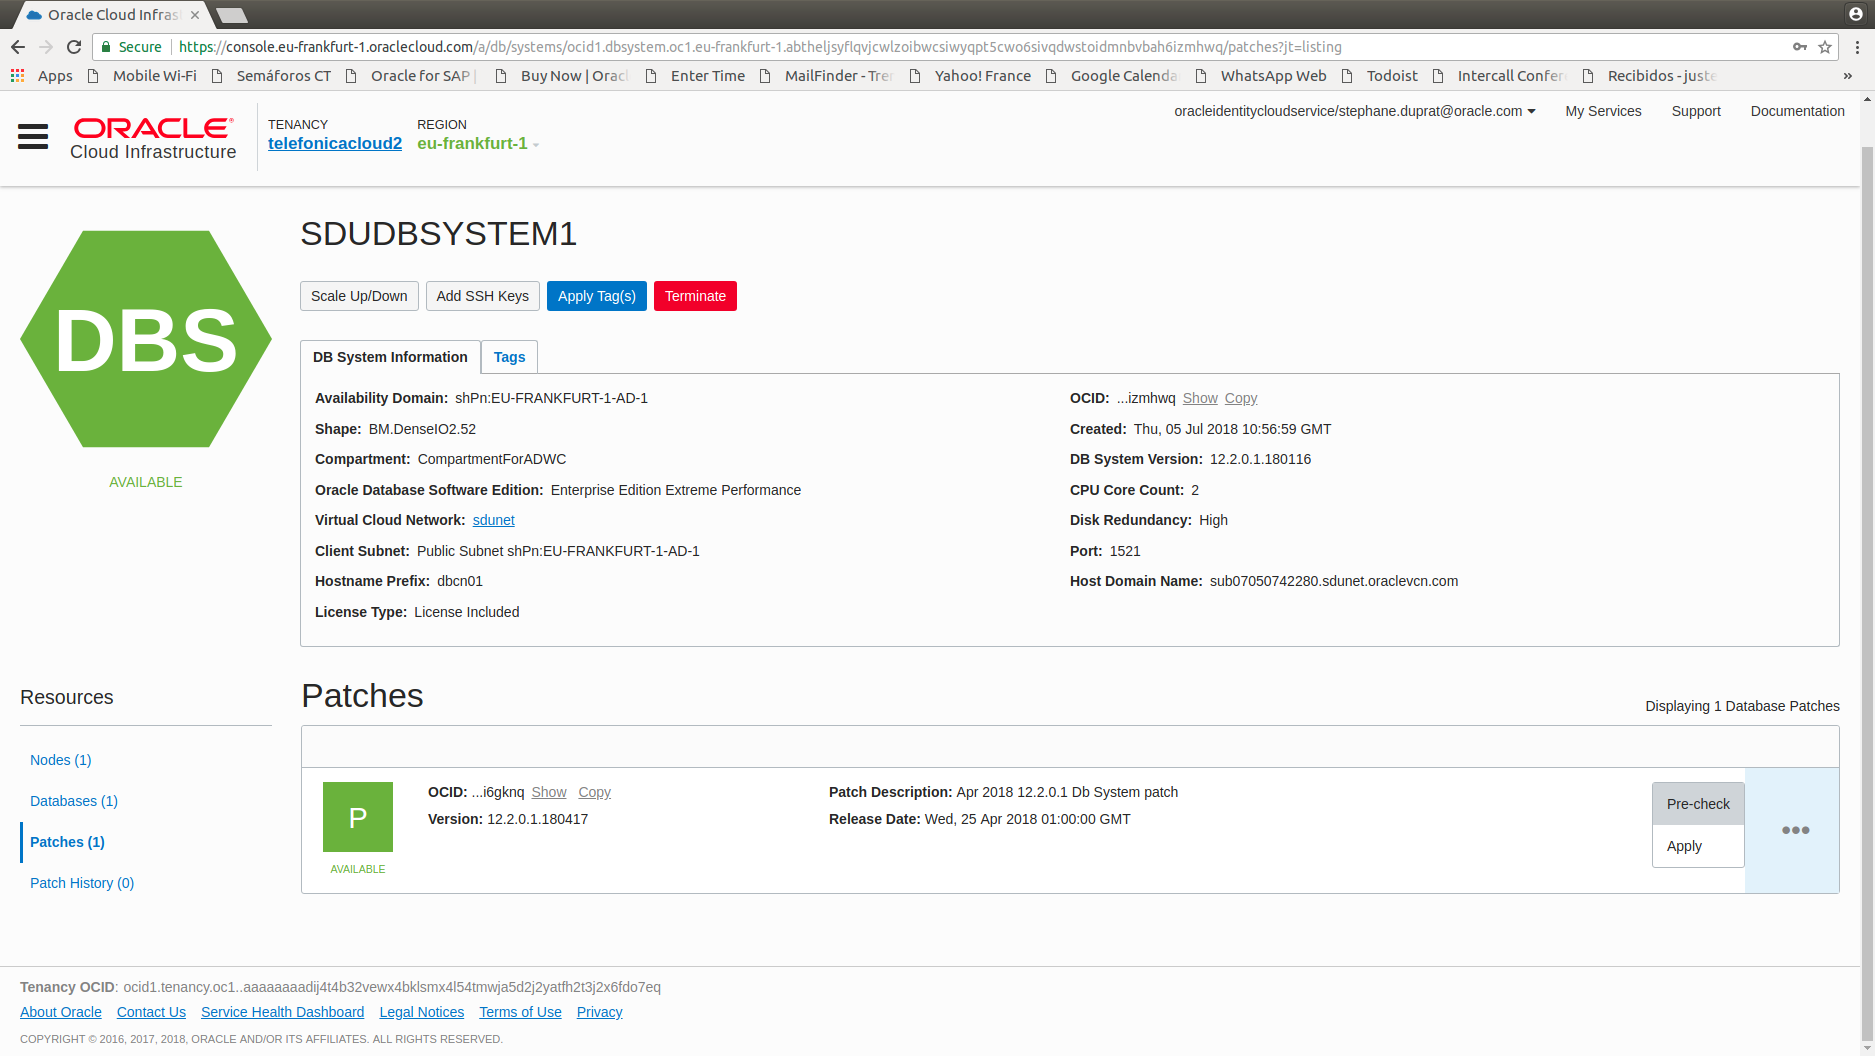 Oracle Cloud Infras
Secure https://console.eu-frankfurt-1.oraclecloud.com/a/db/systems/ocid1.dbsystem.oc1.eu-frankfurt-1.abtheljsyflqvjcwlzoibwcsiwyqpt5cwo6sivqdwstoidmnbvbah6izmhwq/patches?jt=listing
Apps Mobile Wi-Fi Semáforos CT Oracle for SAP | Buy Now | Oracl Enter Time MailFinder - Tren Yahoo! France Google Calenda WhatsApp Web Todoist Intercall Confer Recibidos - juste »
oracleidentitycloudservice/stephane.duprat@oracle.com My Services Support Documentation
ORACLE®
Cloud Infrastructure
TENANCY
telefonicacloud2
REGION
eu-frankfurt-1
DBS
AVAILABLE
SDUDBSYSTEM1
Scale Up/Down Add SSH Keys Apply Tag(s) Terminate
DB System Information Tags
Availability Domain: shPn:EU-FRANKFURT-1-AD-1
Shape: BM.DenseIO2.52
Compartment: CompartmentForADWC
Oracle Database Software Edition: Enterprise Edition Extreme Performance
Virtual Cloud Network: sdunet
Client Subnet: Public Subnet shPn:EU-FRANKFURT-1-AD-1
Hostname Prefix: dbcn01
License Type: License Included
OCID: ...izmhwq Show Copy
Created: Thu, 05 Jul 2018 10:56:59 GMT
DB System Version: 12.2.0.1.180116
CPU Core Count: 2
Disk Redundancy: High
Port: 1521
Host Domain Name: sub07050742280.sdunet.oraclevcn.com
Resources
Nodes (1)
Databases (1)
Patches (1)
Patch History (0)
Patches
Displaying 1 Database Patches
P
AVAILABLE
OCID: ...i6gknq Show Copy
Version: 12.2.0.1.180417
Patch Description: Apr 2018 12.2.0.1 Db System patch
Release Date: Wed, 25 Apr 2018 01:00:00 GMT
Pre-check
Apply
Tenancy OCID: ocid1.tenancy.oc1..aaaaaaaadij4t4b32vewx4bklsmx4l54tmwja5d2j2yatfh2t3j2x6fdo7eq
About Oracle Contact Us Service Health Dashboard Legal Notices Terms of Use Privacy
COPYRIGHT © 2016, 2017, 2018, ORACLE AND/OR ITS AFFILIATES. ALL RIGHTS RESERVED.